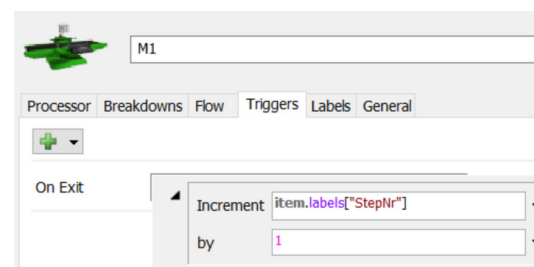 M1
Processor Breakdowns Flow Triggers Labels General
On Exit
Increment item.labels["StepNr"]
by 1